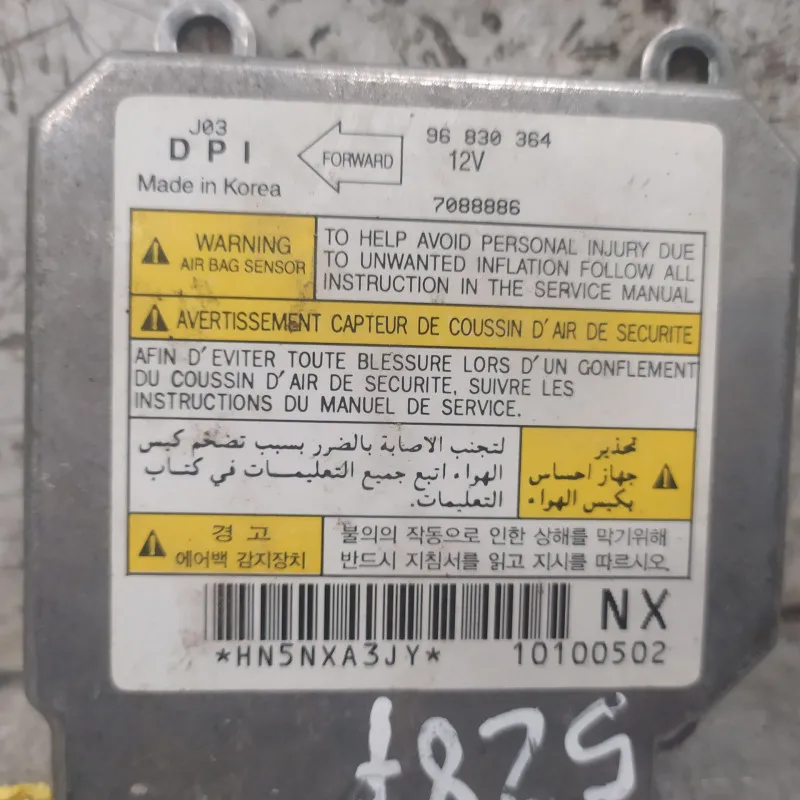 J03
DPI
Made in Korea
FORWARD
96 830 364
12V
7088886
WARNING
AIR BAG SENSOR
TO HELP AVOID PERSONAL INJURY DUE
TO UNWANTED INFLATION FOLLOW ALL
INSTRUCTION IN THE SERVICE MANUAL
AVERTISSEMENT CAPTEUR DE COUSSIN D'AIR DE SECURITE
AFIN D'EVITER TOUTE BLESSURE LORS D'UN GONFLEMENT
DU COUSSIN D'AIR DE SECURITE, SUIVRE LES
INSTRUCTIONS DU MANUEL DE SERVICE.
تحذير
جهاز احساس
بكيس الهواء
لتجنب الاصابة بالضرر بسبب تضخم كيس
الهواء اتبع جميع التعليمات في كتاب
التعليمات.
경 고
에어백 감지장치
불의의 작동으로 인한 상해를 막기위해
반드시 지침서를 읽고 지시를 따르시오.
*HN5NXA3JY*
NX
10100502